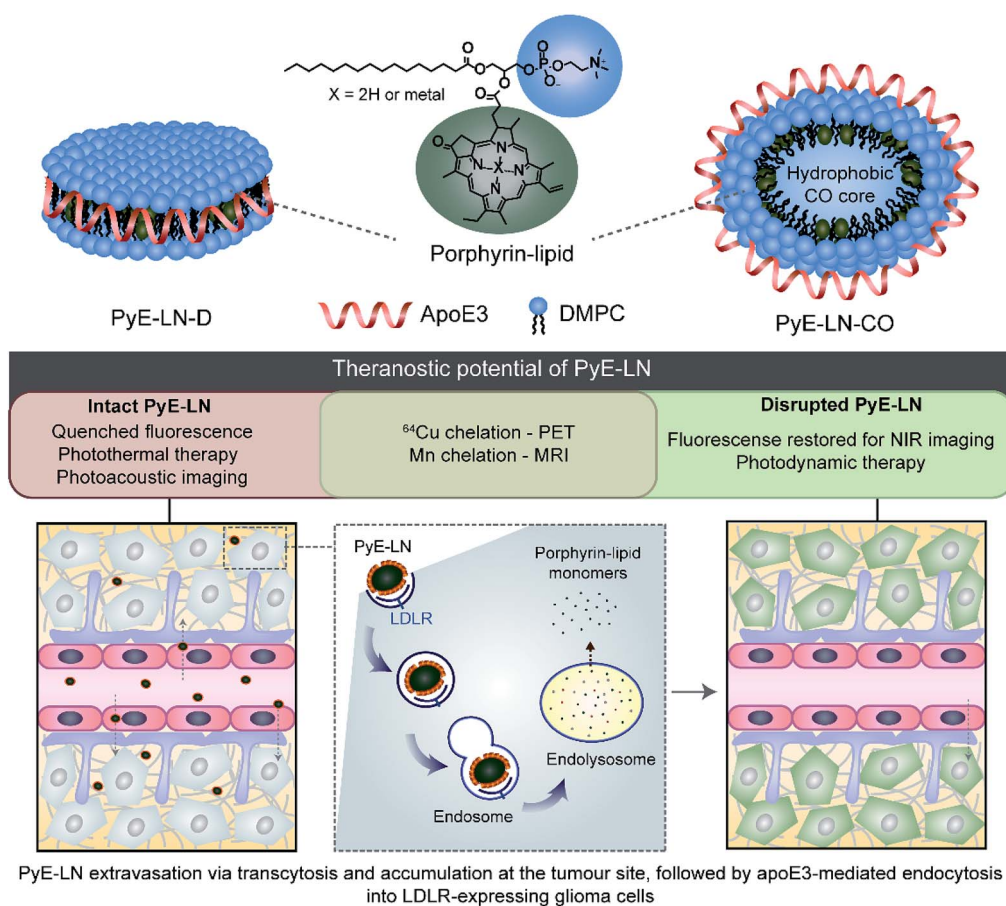 X = 2H or metal
O
O
O
O
O
P
O
O
O⁻
N⁺
O
N
N
X
N
N
Porphyrin-lipid
Hydrophobic
CO core
PyE-LN-D
ApoE3
DMPC
PyE-LN-CO
Theranostic potential of PyE-LN
Intact PyE-LN
Quenched fluorescence
Photothermal therapy
Photoacoustic imaging
⁶⁴Cu chelation - PET
Mn chelation - MRI
Disrupted PyE-LN
Fluorescense restored for NIR imaging
Photodynamic therapy
PyE-LN
LDLR
Porphyrin-lipid
monomers
Endolysosome
Endosome
PyE-LN extravasation via transcytosis and accumulation at the tumour site, followed by apoE3-mediated endocytosis
into LDLR-expressing glioma cells